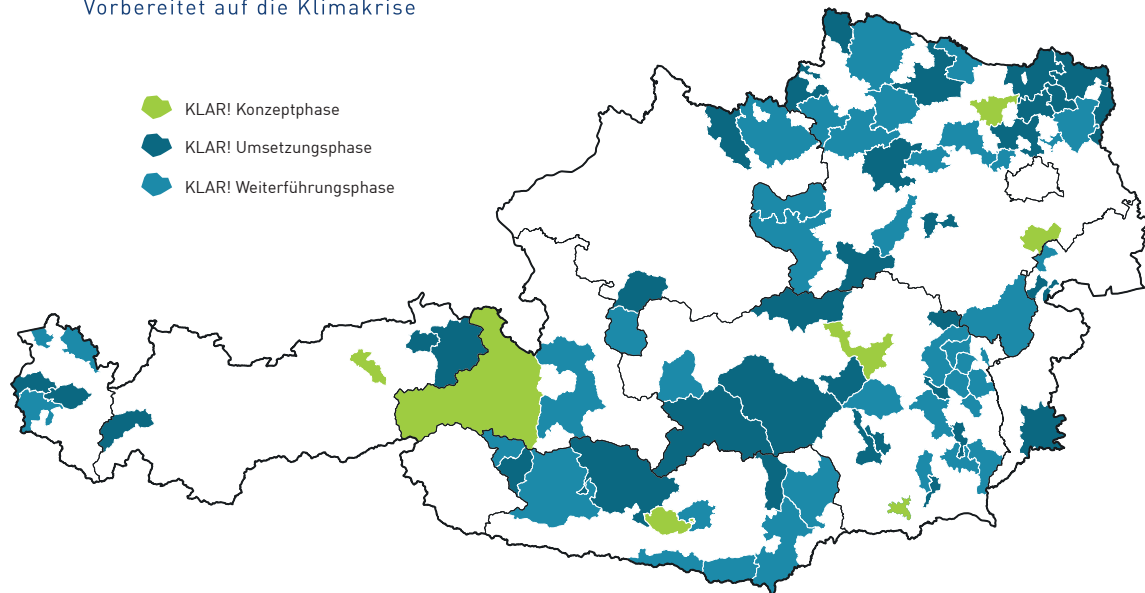 Vorbereitet auf die Klimakrise
KLAR! Konzeptphase
KLAR! Umsetzungsphase
KLAR! Weiterführungsphase